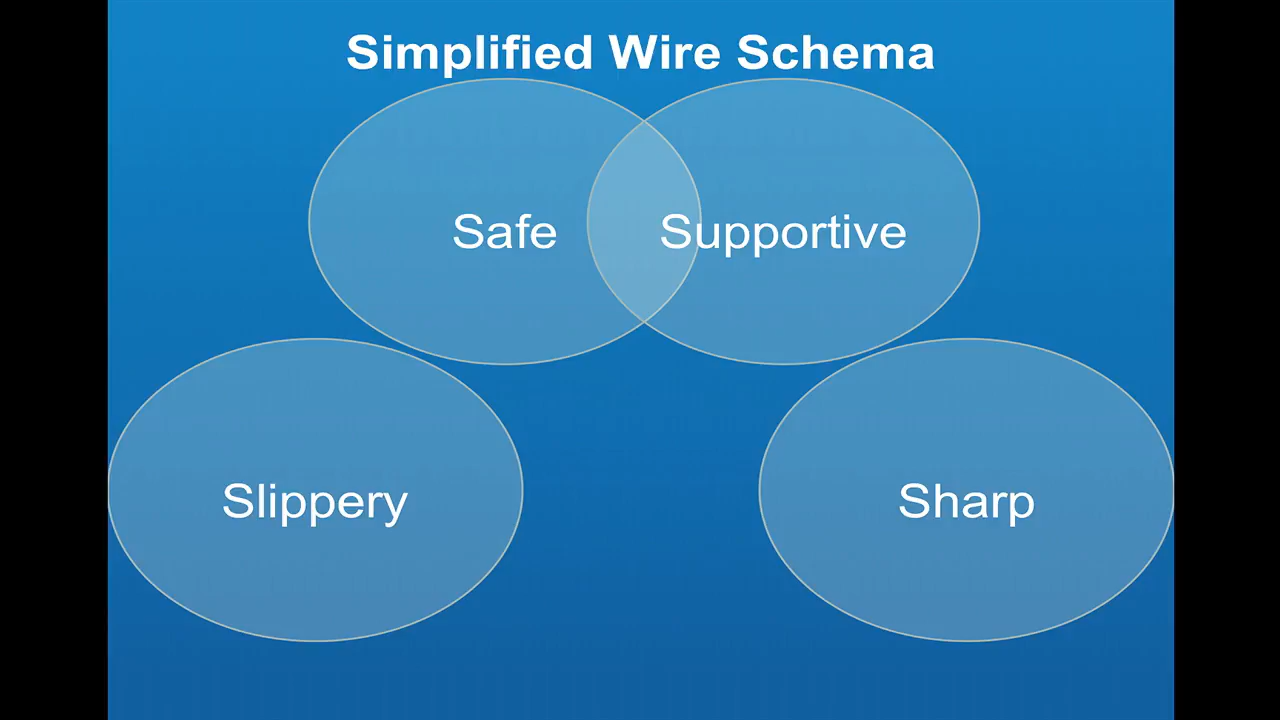 Simplified Wire Schema
Safe
Supportive
Slippery
Sharp